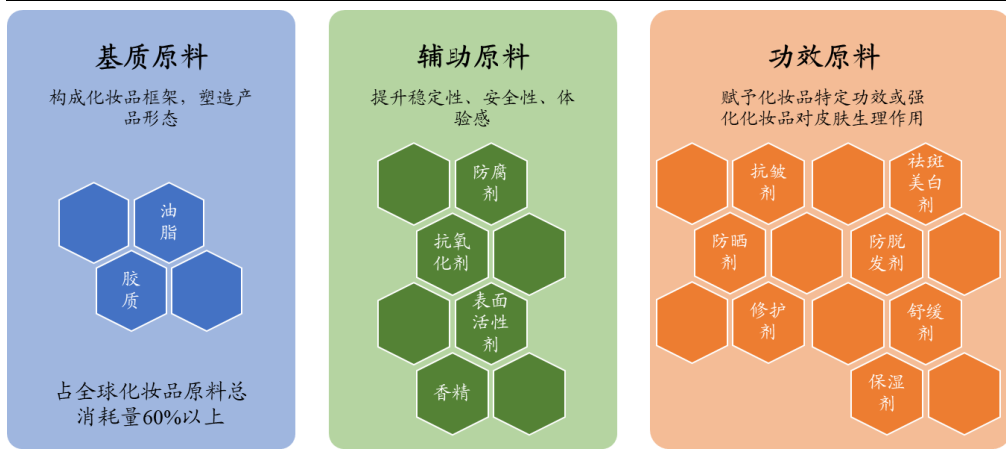 基质原料
构成化妆品框架，塑造产
品形态
油
脂
胶
质
占全球化妆品原料总
消耗量60%以上
辅助原料
提升稳定性、安全性、体
验感
防腐
剂
抗氧
化剂
表面
活性
剂
香精
功效原料
赋予化妆品特定功效或强
化化妆品对皮肤生理作用
抗皱
剂
祛斑
美白
剂
防晒
剂
防脱
发剂
修护
剂
舒缓
剂
保湿
剂